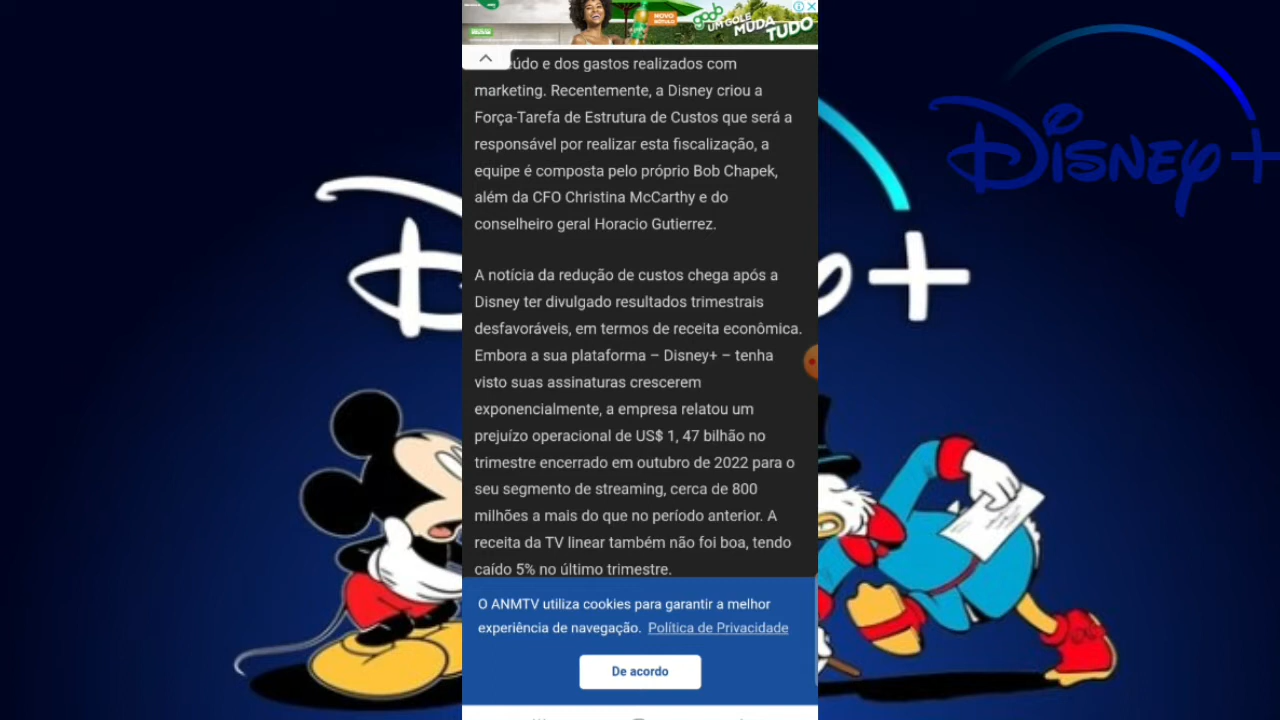 NOVO
RÓTULO
goob
UM GOLE
MUDA
TUDO
eúdo e dos gastos realizados com
marketing. Recentemente, a Disney criou a
Força-Tarefa de Estrutura de Custos que será a
responsável por realizar esta fiscalização, a
equipe é composta pelo próprio Bob Chapek,
além da CFO Christina McCarthy e do
conselheiro geral Horacio Gutierrez.
A notícia da redução de custos chega após a
Disney ter divulgado resultados trimestrais
desfavoráveis, em termos de receita econômica.
Embora a sua plataforma – Disney+ – tenha
visto suas assinaturas crescerem
exponencialmente, a empresa relatou um
prejuízo operacional de US$ 1, 47 bilhão no
trimestre encerrado em outubro de 2022 para o
seu segmento de streaming, cerca de 800
milhões a mais do que no período anterior. A
receita da TV linear também não foi boa, tendo
caído 5% no último trimestre.
O ANMTV utiliza cookies para garantir a melhor
experiência de navegação. Política de Privacidade
De acordo
Disney+